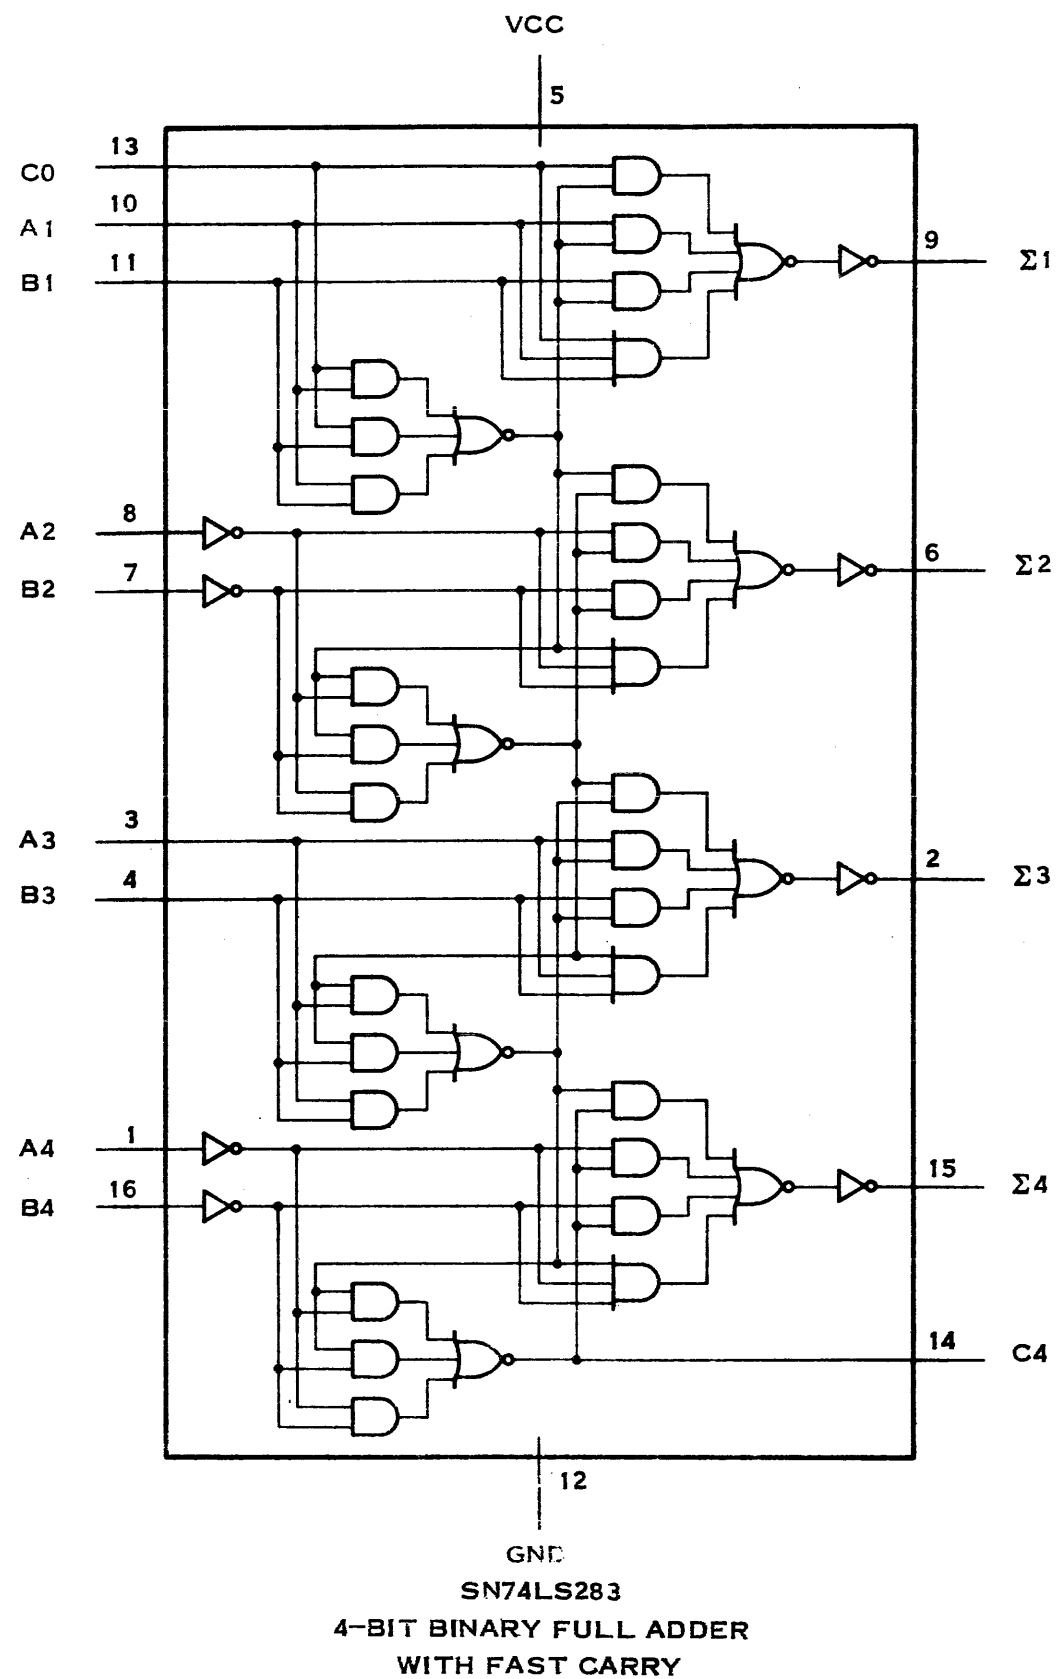 VCC
5
C0 13
A1 10
B1 11
9 Σ1
A2 8
B2 7
6 Σ2
A3 3
B3 4
2 Σ3
A4 1
B4 16
15 Σ4
14 C4
12
GND
SN74LS283
4-BIT BINARY FULL ADDER
WITH FAST CARRY